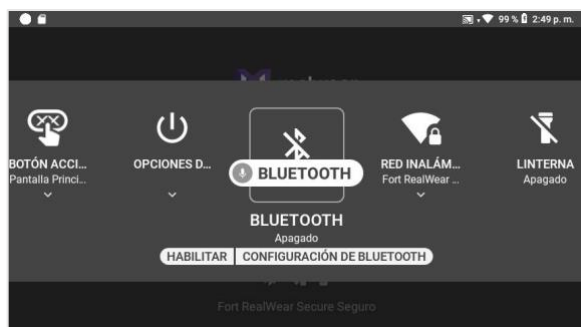 99 % 2:49 p. m.
BOTÓN ACCI...
Pantalla Princi...
OPCIONES D...
BLUETOOTH
RED INALÁM...
Fort RealWear ...
LINTERNA
Apagado
BLUETOOTH
Apagado
HABILITAR CONFIGURACIÓN DE BLUETOOTH
Fort RealWear Secure Seguro